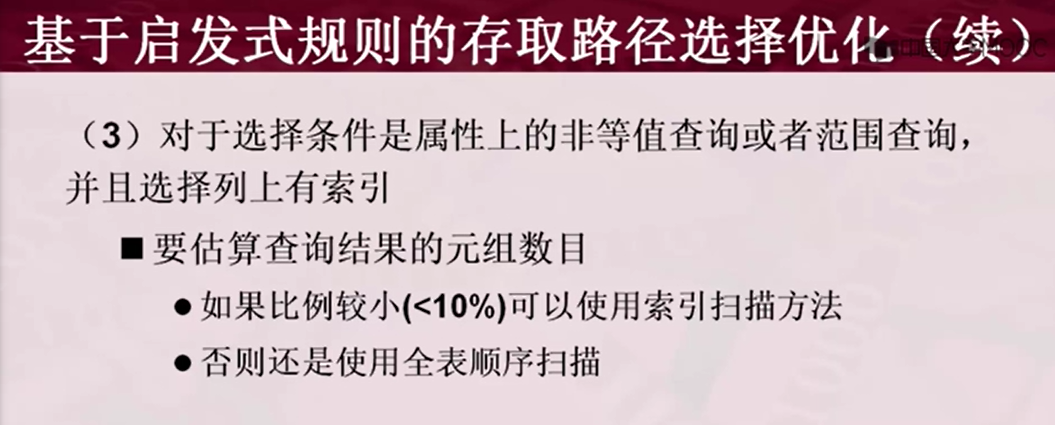 基于启发式规则的存取路径选择优化（续）
（3）对于选择条件是属性上的非等值查询或者范围查询，
并且选择列上有索引
■要估算查询结果的元组数目
●如果比例较小(<10%)可以使用索引扫描方法
●否则还是使用全表顺序扫描